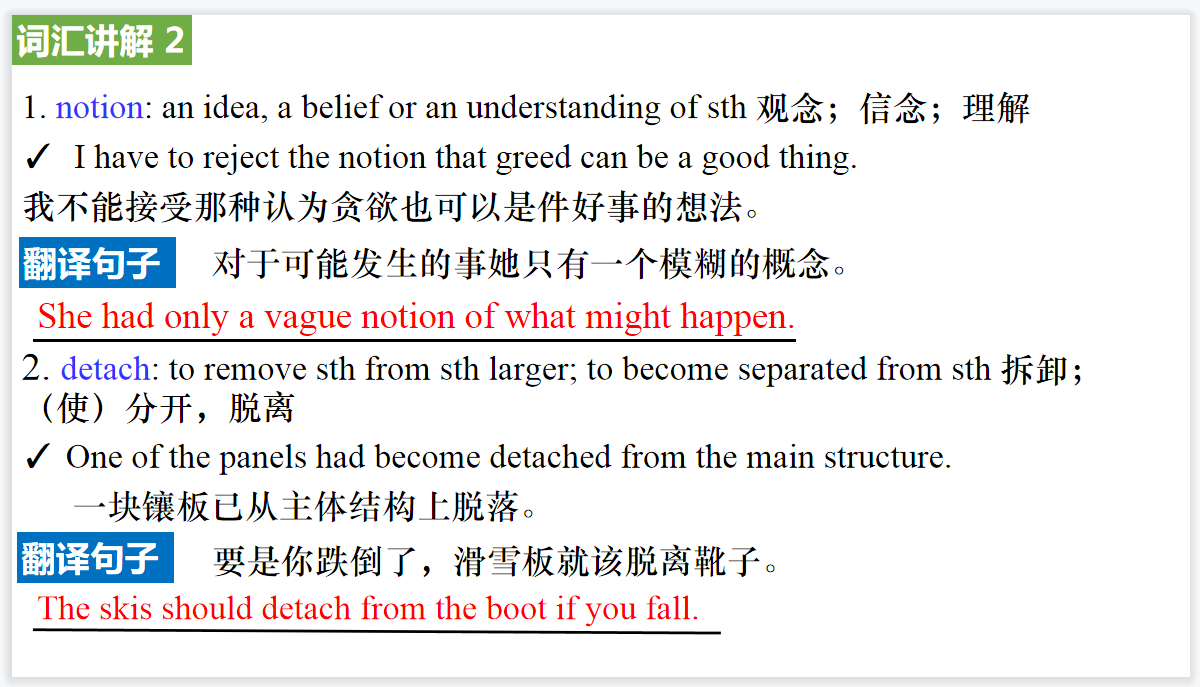 词汇讲解 2
1. notion: an idea, a belief or an understanding of sth 观念；信念；理解
✓ I have to reject the notion that greed can be a good thing.
我不能接受那种认为贪欲也可以是件好事的想法。
翻译句子 对于可能发生的事她只有一个模糊的概念。
She had only a vague notion of what might happen.
2. detach: to remove sth from sth larger; to become separated from sth 拆卸；
（使）分开，脱离
✓ One of the panels had become detached from the main structure.
一块镶板已从主体结构上脱落。
翻译句子 要是你跌倒了，滑雪板就该脱离靴子。
The skis should detach from the boot if you fall.